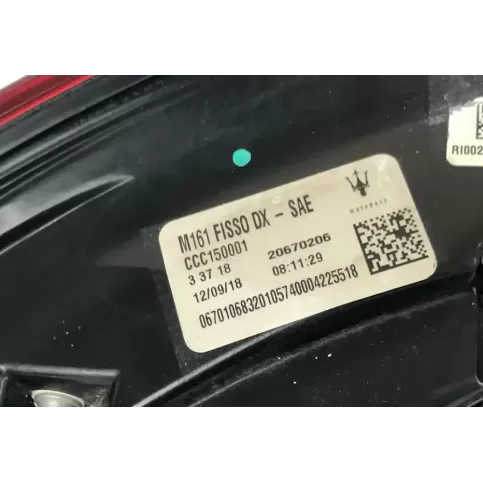 M161 FISSO DX - SAE
CCC150001
3 37 18 20670206
12/09/18 08:11:29
06701068320105740004225518
MASERATI
RI002